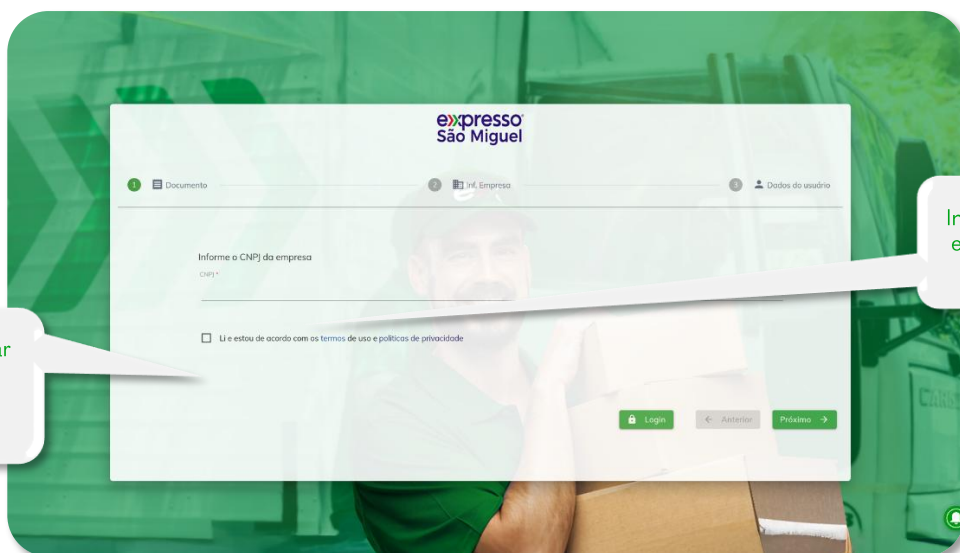 expresso
São Miguel
1 Documento
2 Inf. Empresa
3 Dados do usuário
Informe o CNPJ da empresa
CNPJ *
Li e estou de acordo com os termos de uso e políticas de privacidade
Login
← Anterior
Próximo →